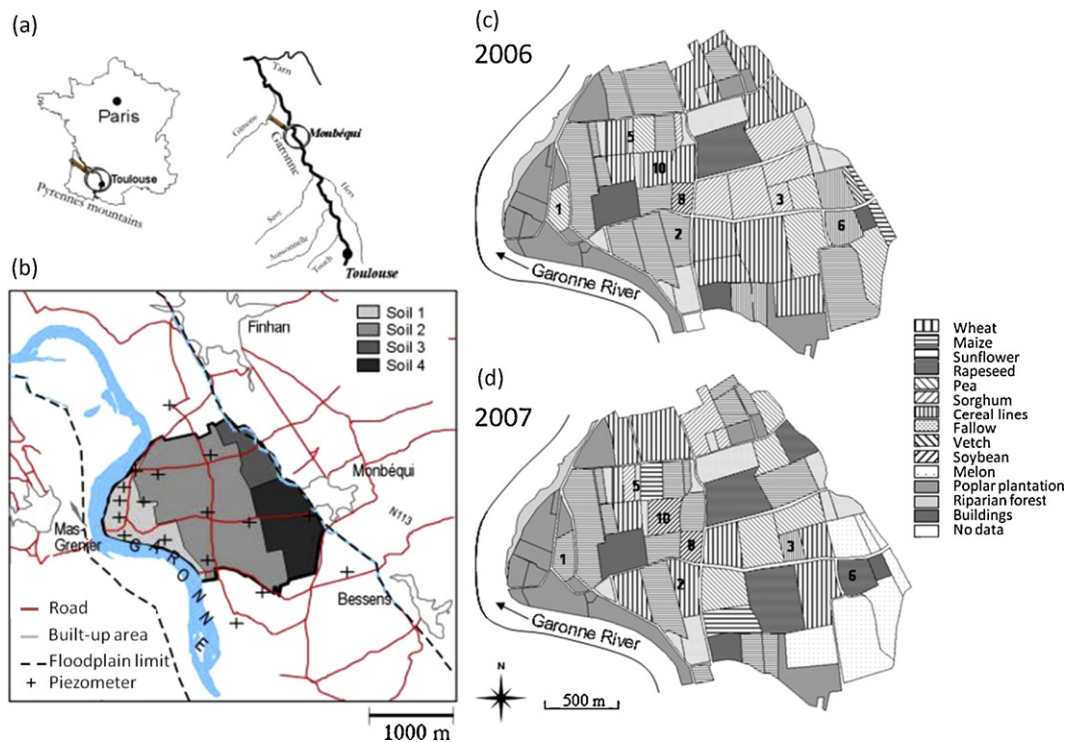 (a)
Paris
Toulouse
Pyrennes mountains
Tarn
Gimone
Monbéqui
Garonne
Hers
Save
Aussonnelle
Touch
Toulouse
(b)
Finhan
Soil 1
Soil 2
Soil 3
Soil 4
Monbéqui
N113
Mas-
Grenier
GARONNE
Bessens
Road
Built-up area
Floodplain limit
Piezometer
1000 m
(c)
2006
5
10
1
8
3
2
6
Garonne River
(d)
2007
5
10
8
3
1
2
6
Garonne River
N
500 m
Wheat
Maize
Sunflower
Rapeseed
Pea
Sorghum
Cereal lines
Fallow
Vetch
Soybean
Melon
Poplar plantation
Riparian forest
Buildings
No data